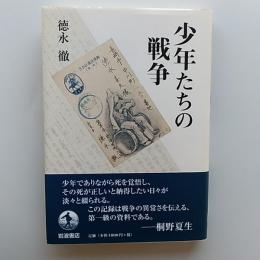 徳永 徹
少年たちの
戦争
少年でありながら死を覚悟し、
その死が正しいと納得したい日々が
淡々と綴られる。
この記録は戦争の異常さを伝える、
第一級の資料である。
――桐野夏生
岩波書店